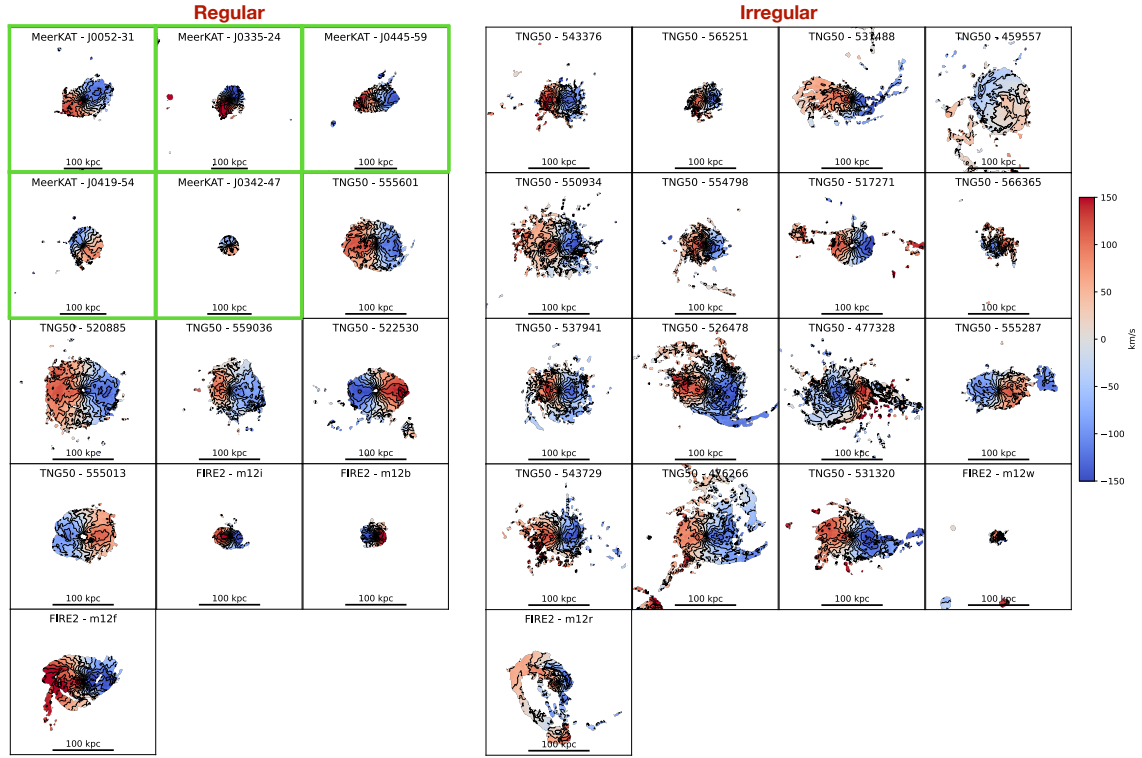 Regular
Irregular
MeerKAT - J0052-31
MeerKAT - J0335-24
MeerKAT - J0445-59
TNG50 - 543376
TNG50 - 565251
TNG50 - 537488
TNG50 - 459557
100 kpc
100 kpc
100 kpc
100 kpc
100 kpc
100 kpc
100 kpc
MeerKAT - J0419-54
MeerKAT - J0342-47
TNG50 - 555601
TNG50 - 550934
TNG50 - 554798
TNG50 - 517271
TNG50 - 566365
100 kpc
100 kpc
100 kpc
100 kpc
100 kpc
100 kpc
100 kpc
TNG50 - 520885
TNG50 - 559036
TNG50 - 522530
TNG50 - 537941
TNG50 - 526478
TNG50 - 477328
TNG50 - 555287
100 kpc
100 kpc
100 kpc
100 kpc
100 kpc
100 kpc
100 kpc
TNG50 - 555013
FIRE2 - m12i
FIRE2 - m12b
TNG50 - 543729
TNG50 - 476266
TNG50 - 531320
FIRE2 - m12w
100 kpc
100 kpc
100 kpc
100 kpc
100 kpc
100 kpc
100 kpc
FIRE2 - m12f
FIRE2 - m12r
100 kpc
100 kpc
150
100
50
0
−50
−100
−150
km/s